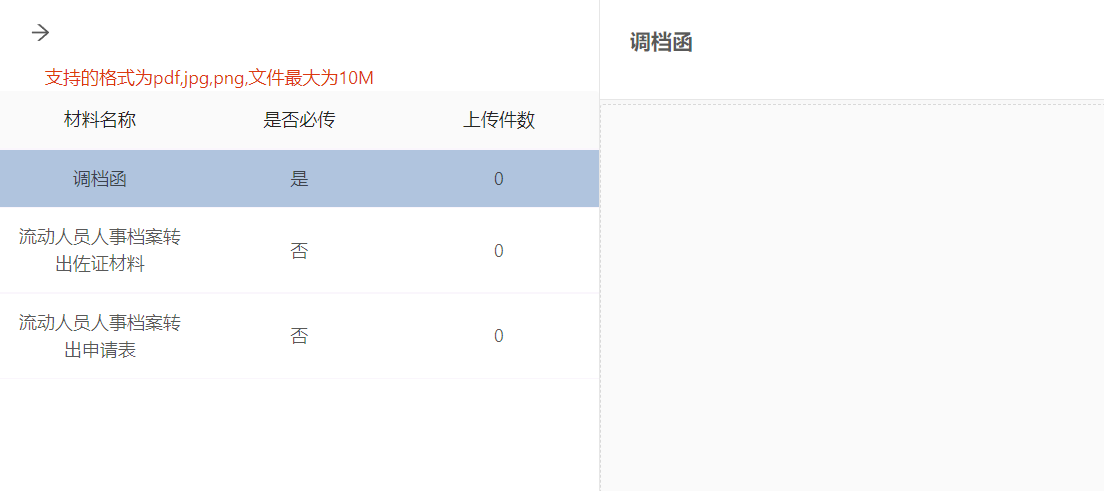 支持的格式为pdf,jpg,png,文件最大为10M
材料名称 是否必传 上传件数
调档函 是 0
流动人员人事档案转
出佐证材料 否 0
流动人员人事档案转
出申请表 否 0
调档函